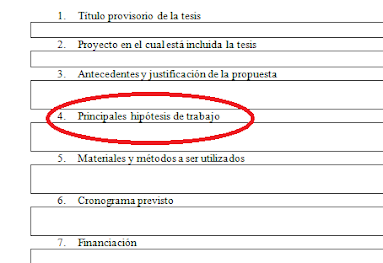 1. Título provisorio de la tesis
2. Proyecto en el cual está incluida la tesis
3. Antecedentes y justificación de la propuesta
4. Principales hipótesis de trabajo
5. Materiales y métodos a ser utilizados
6. Cronograma previsto
7. Financiación